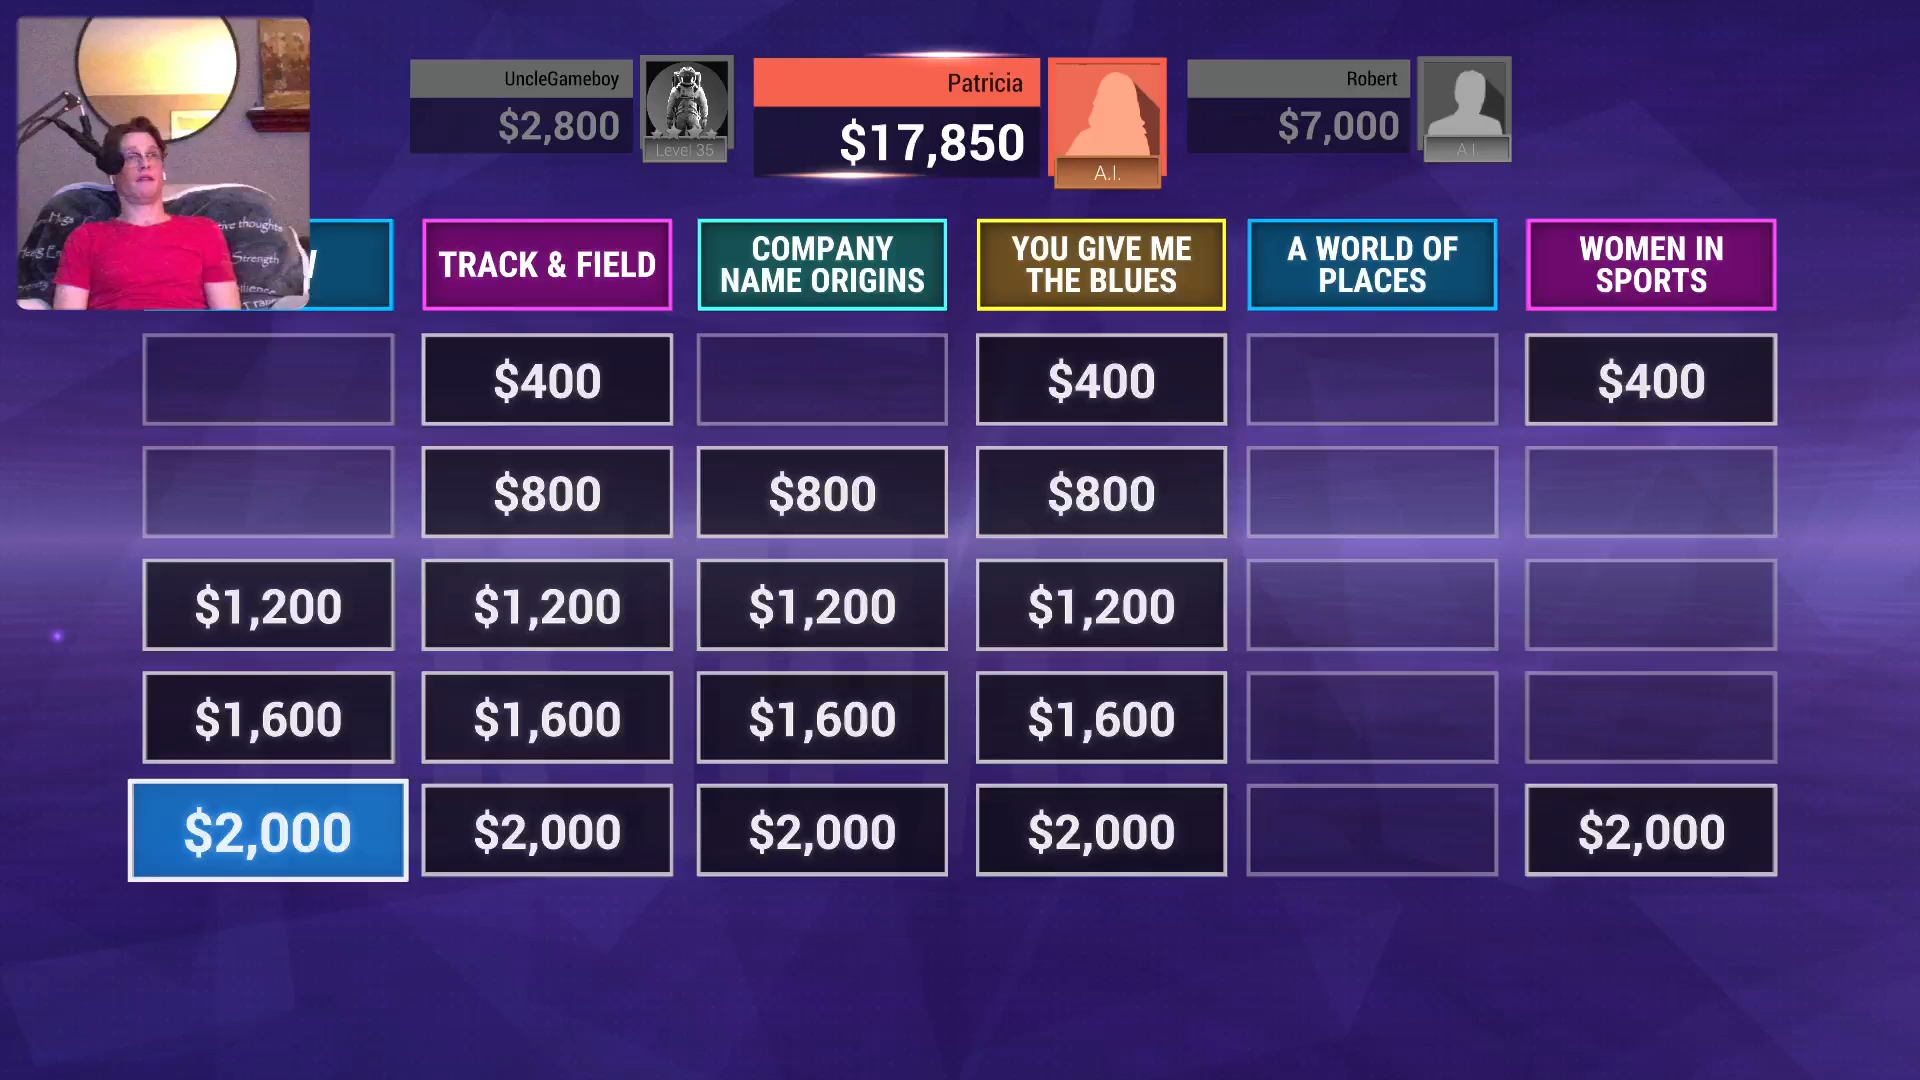 UncleGameboy
$2,800
Level 35
Patricia
$17,850
A.I.
Robert
$7,000
A.I.
TRACK & FIELD
COMPANY
NAME ORIGINS
YOU GIVE ME
THE BLUES
A WORLD OF
PLACES
WOMEN IN
SPORTS
$400
$400
$400
$800
$800
$800
$1,200
$1,200
$1,200
$1,200
$1,600
$1,600
$1,600
$1,600
$2,000
$2,000
$2,000
$2,000
$2,000
Hugs
thoughts
Strength